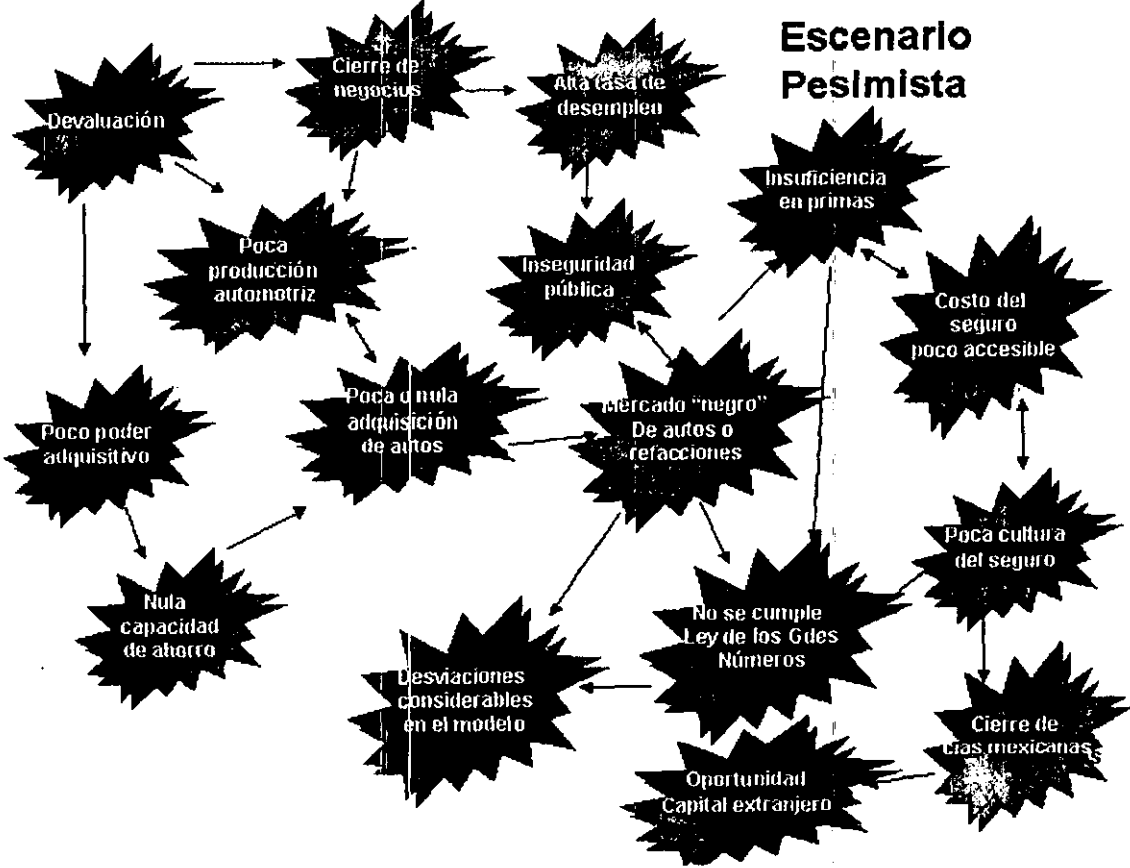 Escenario
Pesimista
Devaluación
Cierre de
negocios
Alta tasa de
desempleo
Insuficiencia
en primas
Poca
producción
automotriz
Inseguridad
pública
Costo del
seguro
poco accesible
Poco poder
adquisitivo
Poca o nula
adquisición
de autos
Mercado "negro"
De autos o
refacciones
Poca cultura
del seguro
Nula
capacidad
de ahorro
No se cumple
Ley de los Gdes
Números
Desviaciones
considerables
en el modelo
Cierre de
cías mexicanas
Oportunidad
Capital extranjero